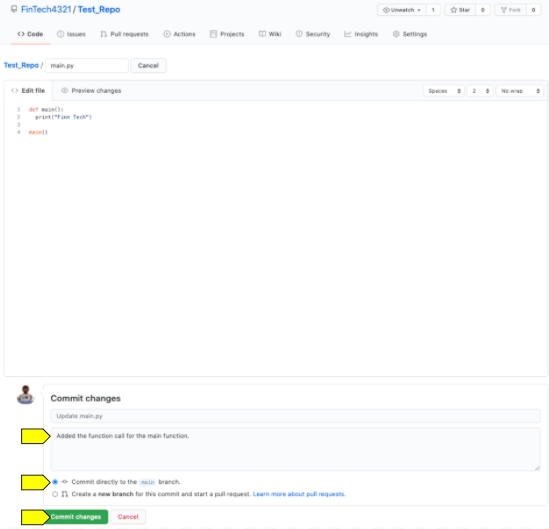 FinTech4321 / Test_Repo
Unwatch 1 Star 0 Fork 0
Code Issues Pull requests Actions Projects Wiki Security Insights Settings
Test_Repo / main.py Cancel
<> Edit file Preview changes Spaces 2 No wrap
1 def main():
2 print("Finn Tech")
3
4 main()
Commit changes
Update main.py
Added the function call for the main function.
Commit directly to the main branch.
Create a new branch for this commit and start a pull request. Learn more about pull requests.
Commit changes Cancel